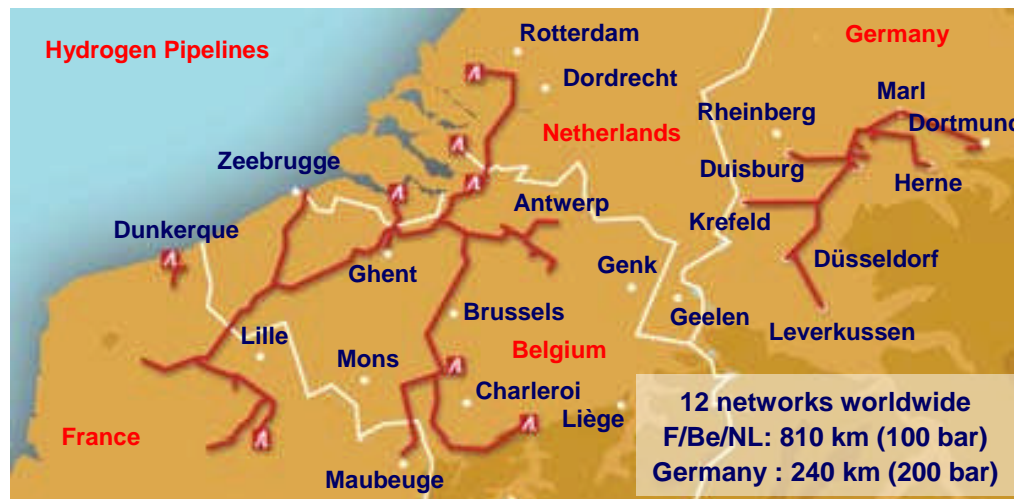 Hydrogen Pipelines
Rotterdam
Germany
Dordrecht
Marl
Rheinberg
Dortmund
Netherlands
Zeebrugge
Duisburg
Herne
Antwerp
Krefeld
Dunkerque
Ghent
Genk
Düsseldorf
Brussels
Geelen
Lille
Leverkussen
Mons
Belgium
Charleroi
Liège
France
Maubeuge
12 networks worldwide
F/Be/NL: 810 km (100 bar)
Germany : 240 km (200 bar)